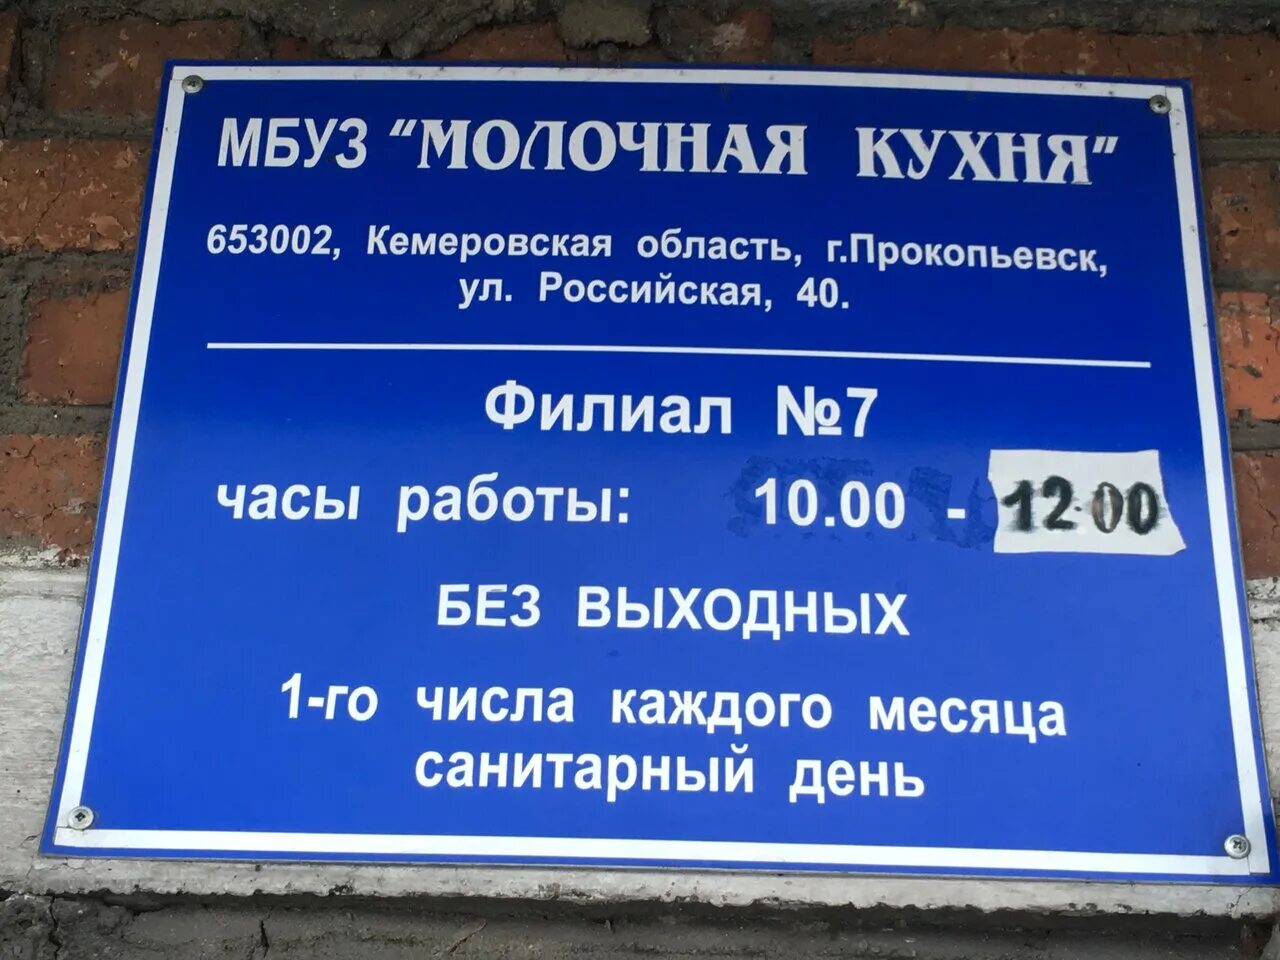 МБУЗ "МОЛОЧНАЯ КУХНЯ"
653002, Кемеровская область, г.Прокопьевск,
ул. Российская, 40.
Филиал №7
часы работы: 10.00 - 12.00
БЕЗ ВЫХОДНЫХ
1-го числа каждого месяца
санитарный день